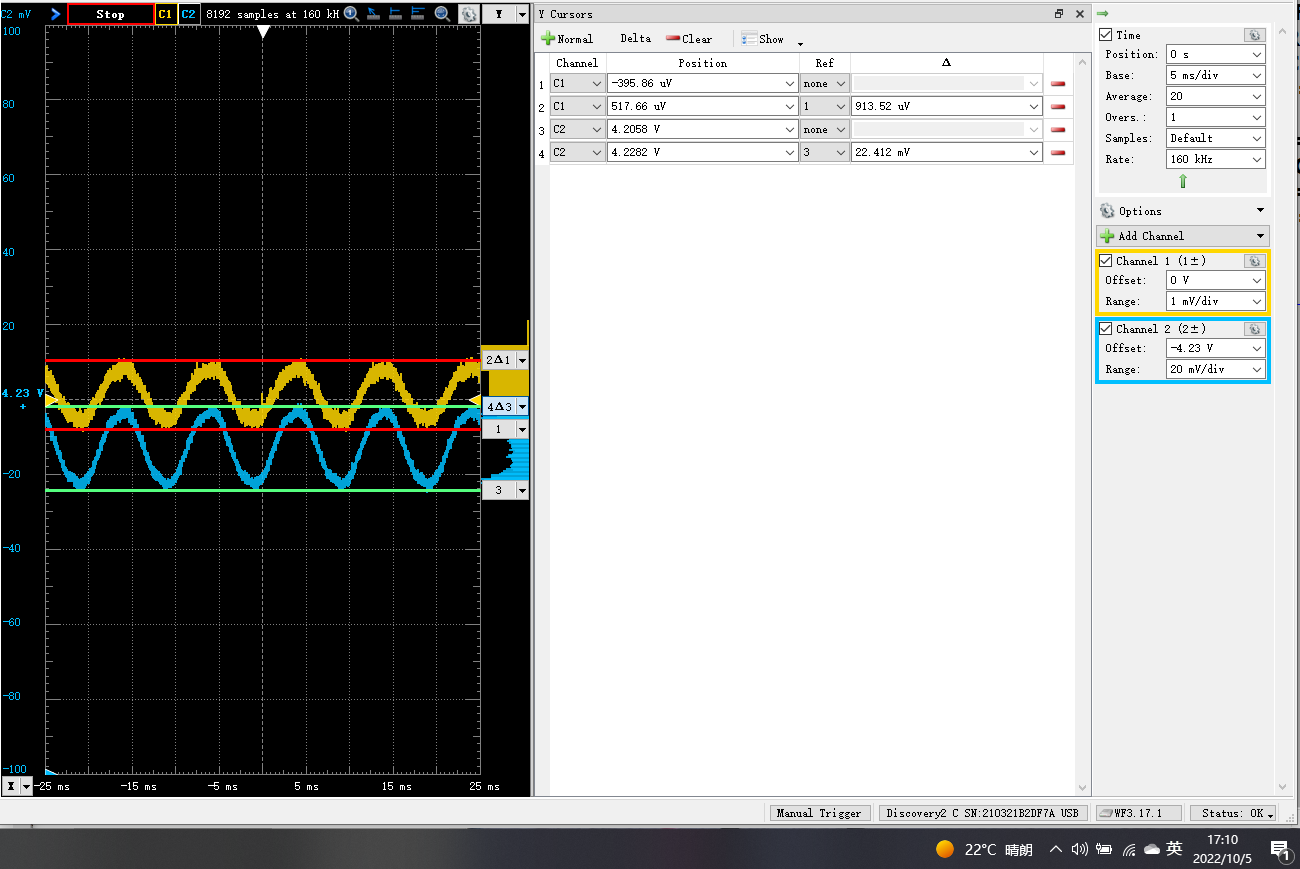 C2 mV
Stop
C1
C2
8192 samples at 160 kH
Y
Y Cursors
Normal
Delta
Clear
Show
Channel
Position
Ref
Δ
1
C1
-395.86 uV
none
2
C1
517.66 uV
1
913.52 uV
3
C2
4.2058 V
none
4
C2
4.2282 V
3
22.412 mV
100
80
60
40
20
4.23 V
-20
-40
-60
-80
-100
2Δ1
4Δ3
1
3
X
-25 ms
-15 ms
-5 ms
5 ms
15 ms
25 ms
Time
Position:
0 s
Base:
5 ms/div
Average:
20
Overs.:
1
Samples:
Default
Rate:
160 kHz
Options
Add Channel
Channel 1 (1±)
Offset:
0 V
Range:
1 mV/div
Channel 2 (2±)
Offset:
-4.23 V
Range:
20 mV/div
Manual Trigger
Discovery2 C SN:210321B2DF7A USB
WF3.17.1
Status: OK
22°C 晴朗
英
17:10
2022/10/5
1